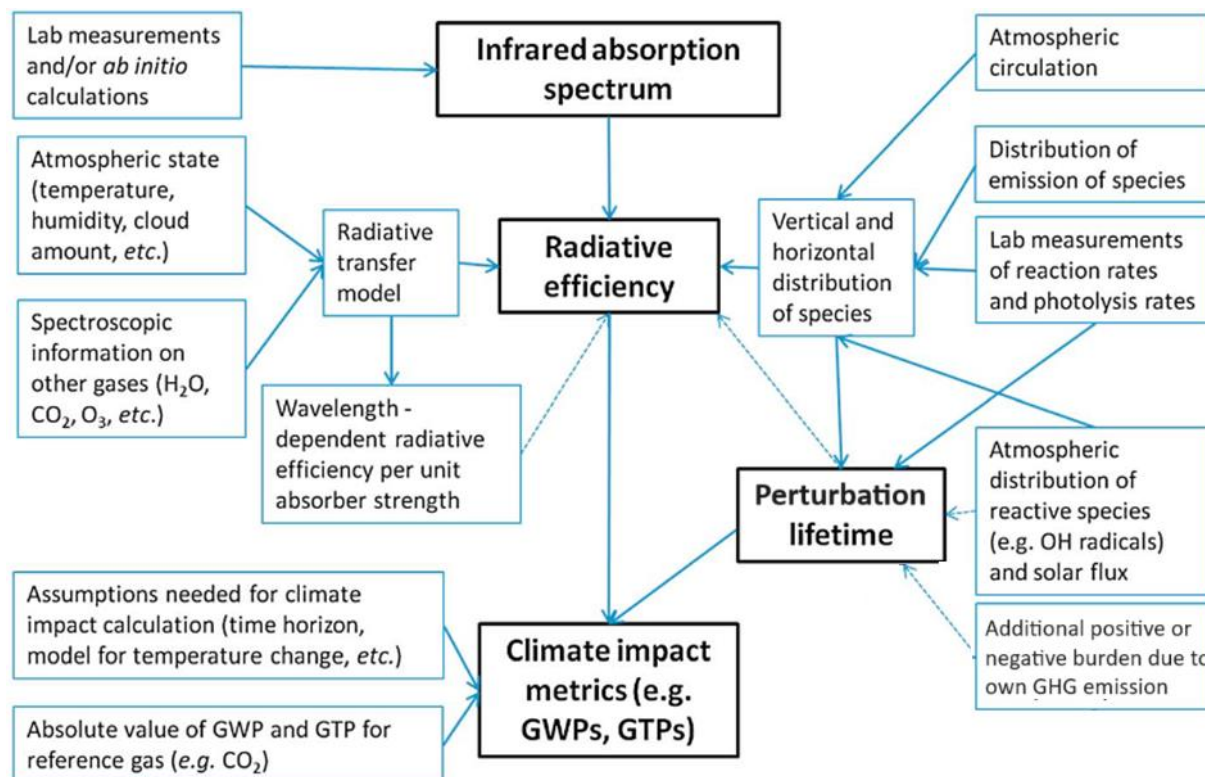 Lab measurements
and/or ab initio
calculations
Infrared absorption
spectrum
Atmospheric
circulation
Atmospheric state
(temperature,
humidity, cloud
amount, etc.)
Distribution of
emission of species
Radiative
transfer
model
Radiative
efficiency
Vertical and
horizontal
distribution
of species
Lab measurements
of reaction rates
and photolysis rates
Spectroscopic
information on
other gases (H₂O,
CO₂, O₃, etc.)
Wavelength -
dependent radiative
efficiency per unit
absorber strength
Perturbation
lifetime
Atmospheric
distribution of
reactive species
(e.g. OH radicals)
and solar flux
Assumptions needed for climate
impact calculation (time horizon,
model for temperature change, etc.)
Climate impact
metrics (e.g.
GWPs, GTPs)
Additional positive or
negative burden due to
own GHG emission
Absolute value of GWP and GTP for
reference gas (e.g. CO₂)